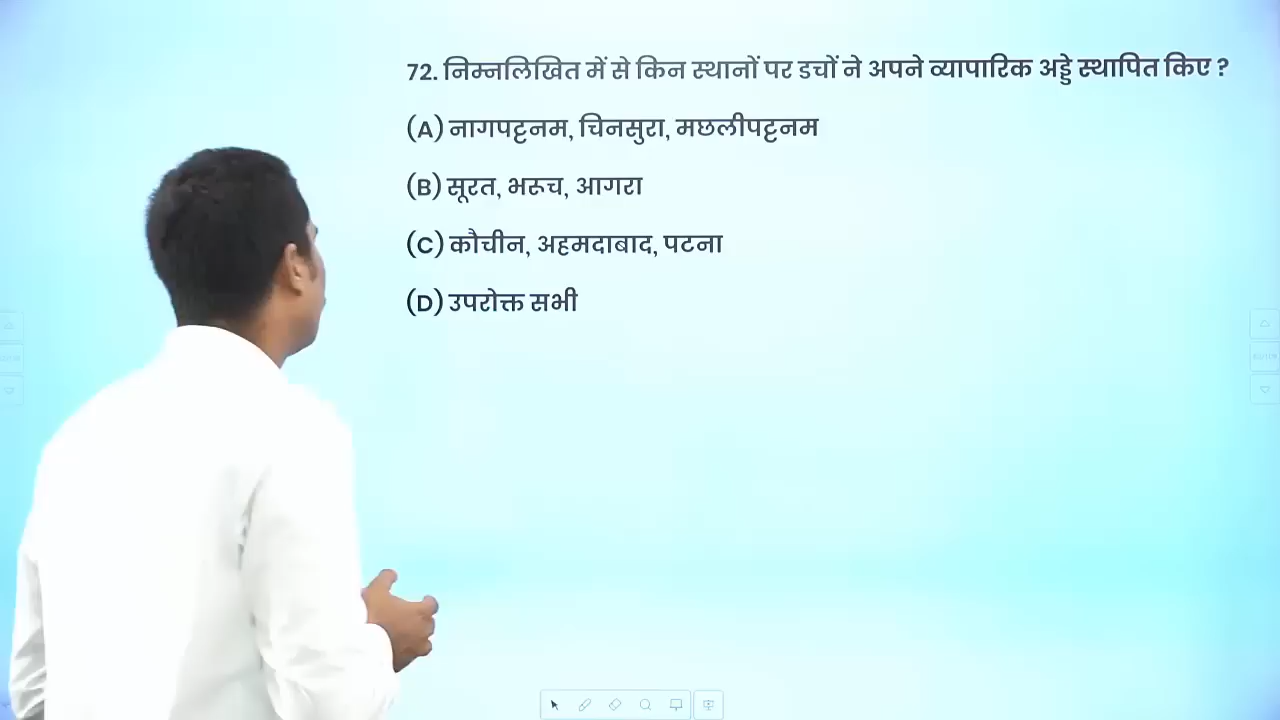 72. निम्नलिखित में से किन स्थानों पर डचों ने अपने व्यापारिक अड्डे स्थापित किए ?
(A) नागपट्टनम, चिनसुरा, मछलीपट्टनम
(B) सूरत, भरूच, आगरा
(C) कौचीन, अहमदाबाद, पटना
(D) उपरोक्त सभी